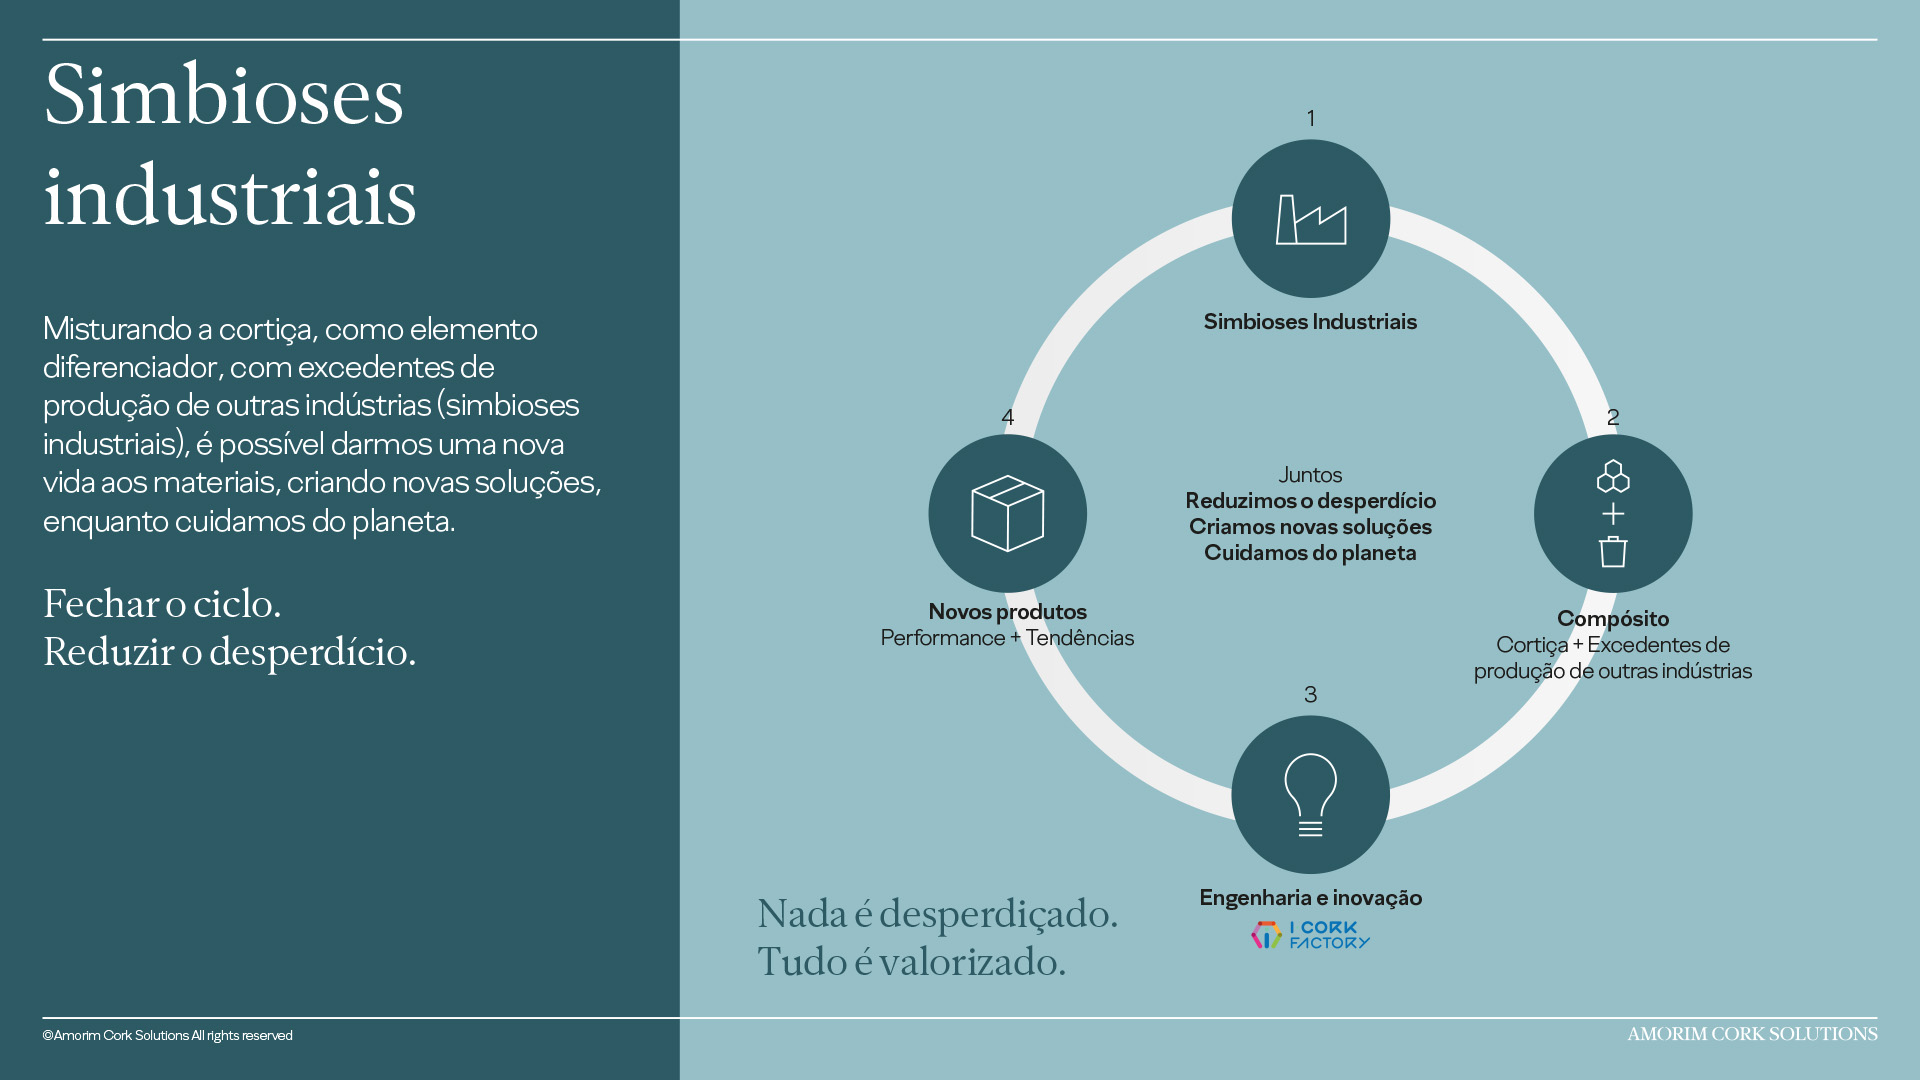 Simbioses
industriais
Misturando a cortiça, como elemento
diferenciador, com excedentes de
produção de outras indústrias (simbioses
industriais), é possível darmos uma nova
vida aos materiais, criando novas soluções,
enquanto cuidamos do planeta.
Fechar o ciclo.
Reduzir o desperdício.
1
Simbioses Industriais
2
Compósito
Cortiça + Excedentes de
produção de outras indústrias
3
Engenharia e inovação
I CORK
FACTORY
4
Novos produtos
Performance + Tendências
Juntos
Reduzimos o desperdício
Criamos novas soluções
Cuidamos do planeta
Nada é desperdiçado.
Tudo é valorizado.
©Amorim Cork Solutions All rights reserved
AMORIM CORK SOLUTIONS